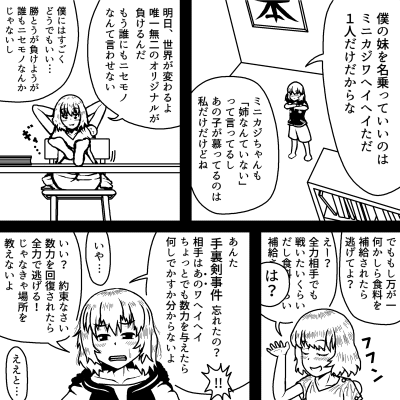 僕の妹を名乗っていいのは
ミニカジワヘイヘイただ
１人だけだからな
ミニカジちゃんも
「姉なんていない」
って言ってるし
あの子が慕ってるのは
私だけだけどね
明日、世界が変わるよ
唯一無二のオリジナルが
負けるんだ
もう誰にもニセモノ
なんて言わせない
僕にはすごく
どうでもいい…
勝とうが負けようが
誰もニセモノなんか
じゃないし
でももし万が一
何かしら食料を
補給されたら
逃げてよ？
えー？
全力相手でも
戦いたいくらい
だし食料くらい
補給
は？
フフン
あんた
手裏剣事件忘れたの？
相手はあのワヘイヘイ
ちょっとでも数力を与えたら
何しでかすか分からないよ
!!
いや…
いい？　約束なさい
数力を回復されたら
全力で逃げる！
じゃなきゃ場所を
教えないよ
ええと…